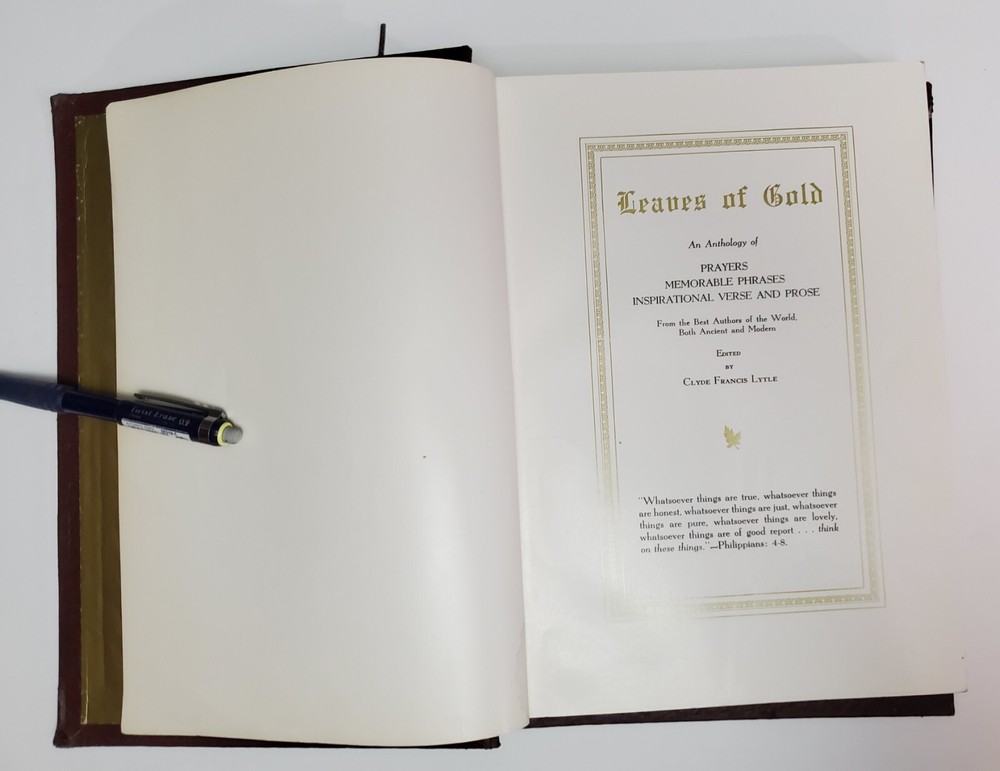 Twist-Erase III
Leaves of Gold
An Anthology of
PRAYERS
MEMORABLE PHRASES
INSPIRATIONAL VERSE AND PROSE
From the Best Authors of the World,
Both Ancient and Modern
EDITED
BY
CLYDE FRANCIS LYTLE
"Whatsoever things are true, whatsoever things
are honest, whatsoever things are just, whatsoever
things are pure, whatsoever things are lovely,
whatsoever things are of good report . . . think
on these things."—Philippians: 4-8.